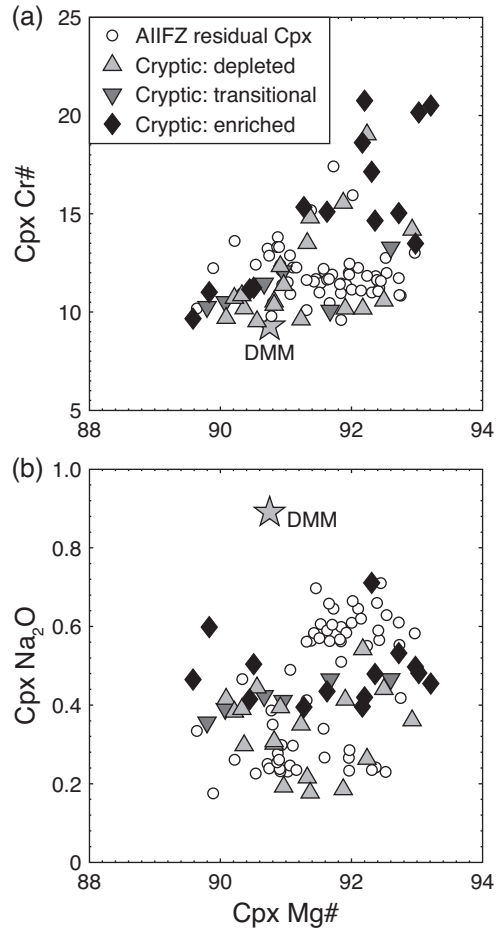 (a)
25
20
15
10
5
Cpx Cr#
AIIFZ residual Cpx
Cryptic: depleted
Cryptic: transitional
Cryptic: enriched
DMM
88 90 92 94
(b)
1.0
0.8
0.6
0.4
0.2
0
Cpx Na₂O
DMM
88 90 92 94
Cpx Mg#